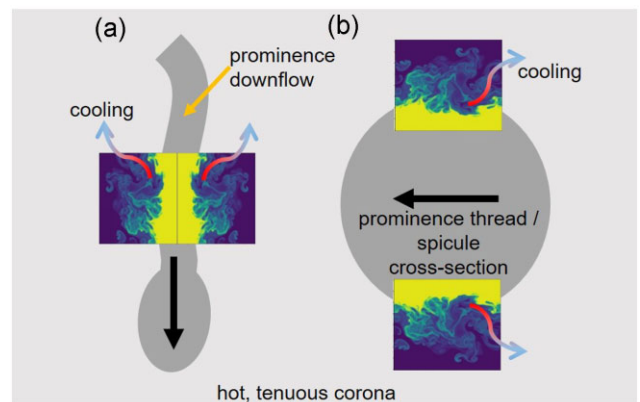 (a)
prominence
downflow
cooling
(b)
cooling
prominence thread /
spicule
cross-section
hot, tenuous corona